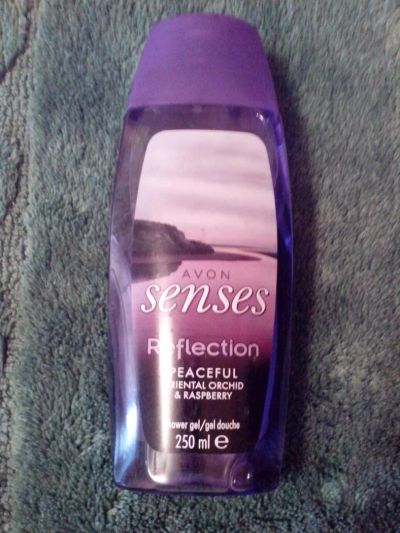 AVON
senses
Reflection
PEACEFUL
ORIENTAL ORCHID
& RASPBERRY
shower gel/gel douche
250 ml e